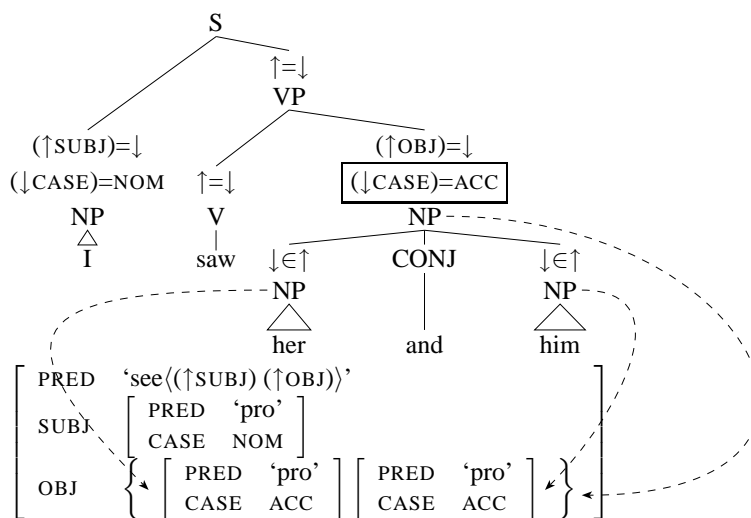 S
↑=↓
VP
(↑SUBJ)=↓ (↑OBJ)=↓
(↓CASE)=NOM ↑=↓ (↓CASE)=ACC
NP V NP
I saw ↓∈↑ CONJ ↓∈↑
NP NP
her and him
PRED ‘see⟨(↑SUBJ) (↑OBJ)⟩’
SUBJ [ PRED ‘pro’
CASE NOM ]
OBJ { [ PRED ‘pro’ ] [ PRED ‘pro’ ] }
CASE ACC CASE ACC